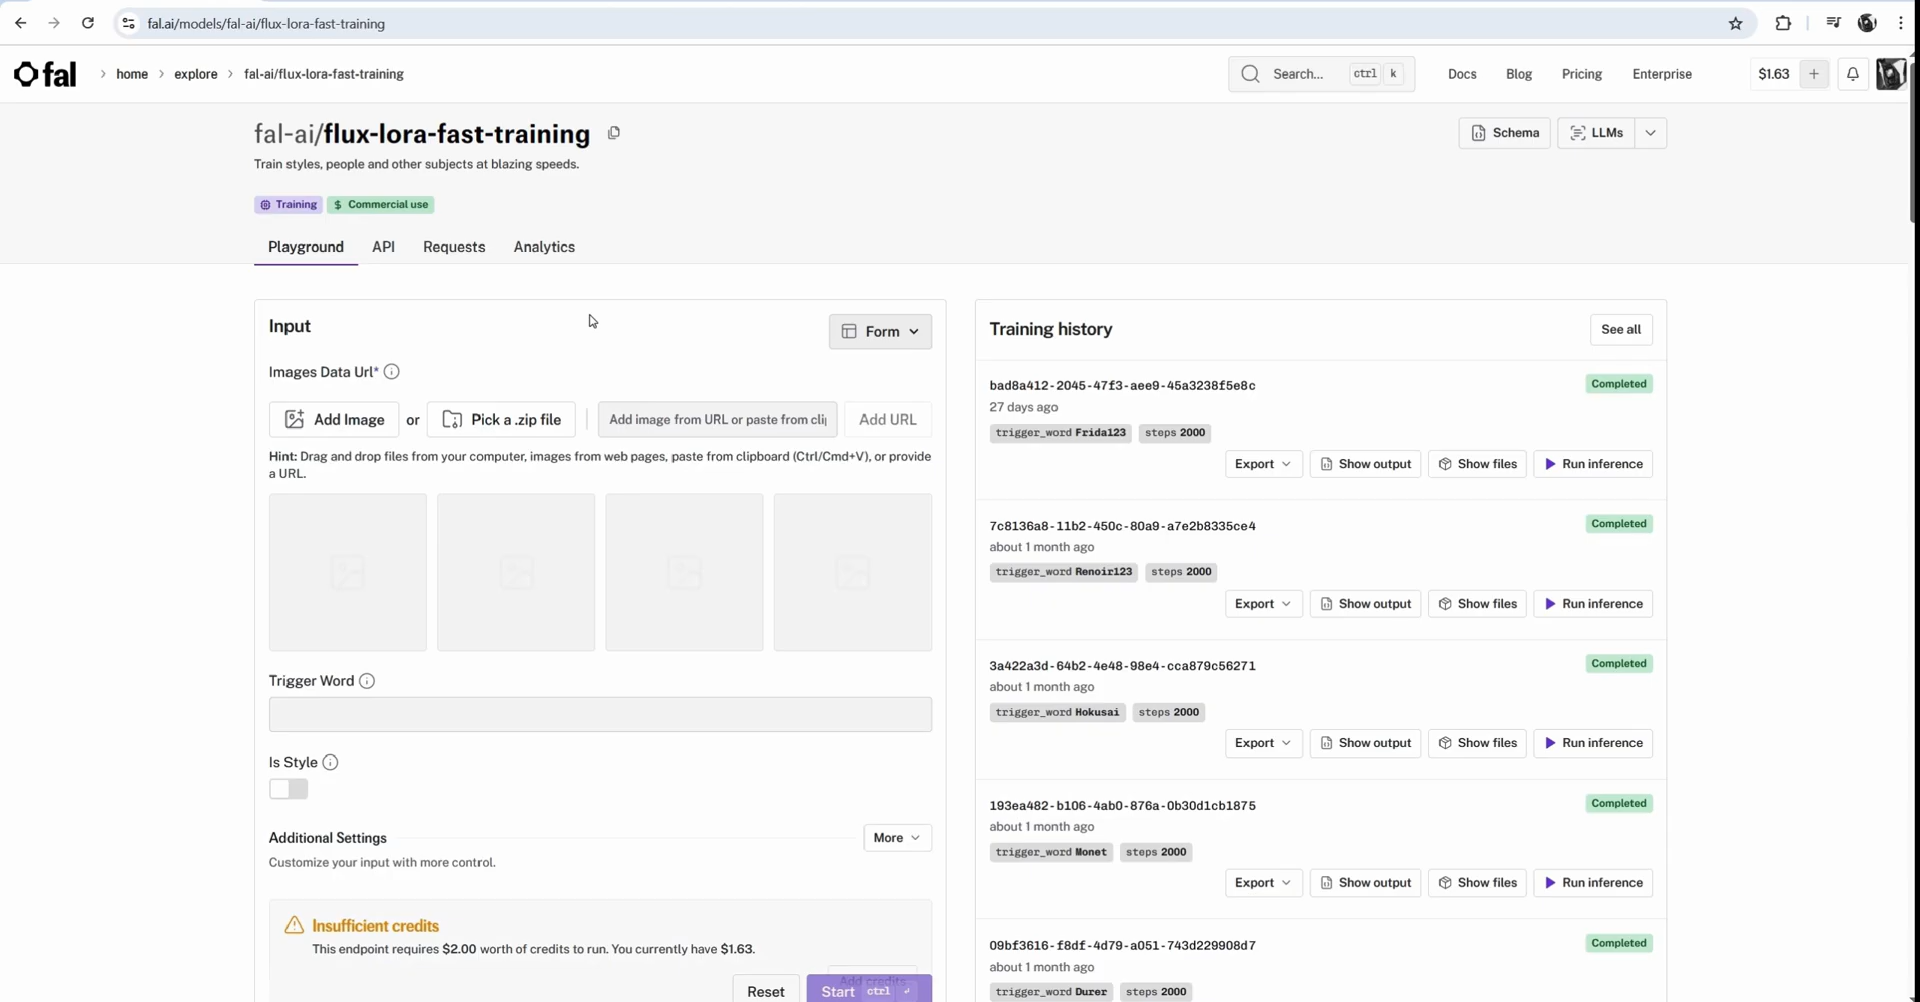 fal.ai/models/fal-ai/flux-lora-fast-training
fal > home > explore > fal-ai/flux-lora-fast-training
Search... ctrl k
Docs Blog Pricing Enterprise
$1.63 +
fal-ai/flux-lora-fast-training
Train styles, people and other subjects at blazing speeds.
Schema LLMs
Training $ Commercial use
Playground API Requests Analytics
Input
Form
Images Data Url*
Add Image or Pick a .zip file Add image from URL or paste from cli Add URL
Hint: Drag and drop files from your computer, images from web pages, paste from clipboard (Ctrl/Cmd+V), or provide
a URL.
Trigger Word
Is Style
Additional Settings More
Customize your input with more control.
Insufficient credits
This endpoint requires $2.00 worth of credits to run. You currently have $1.63.
Add credits
Reset Start ctrl
Training history See all
bad8a412-2045-47f3-aee9-45a3238f5e8c Completed
27 days ago
trigger_word Frida123 steps 2000
Export Show output Show files Run inference
7c8136a8-11b2-450c-80a9-a7e2b8335ce4 Completed
about 1 month ago
trigger_word Renoir123 steps 2000
Export Show output Show files Run inference
3a422a3d-64b2-4e48-98e4-cca879c56271 Completed
about 1 month ago
trigger_word Hokusai steps 2000
Export Show output Show files Run inference
193ea482-b106-4ab0-876a-0b30d1cb1875 Completed
about 1 month ago
trigger_word Monet steps 2000
Export Show output Show files Run inference
09bf3616-f8df-4d79-a051-743d229908d7 Completed
about 1 month ago
trigger_word Durer steps 2000